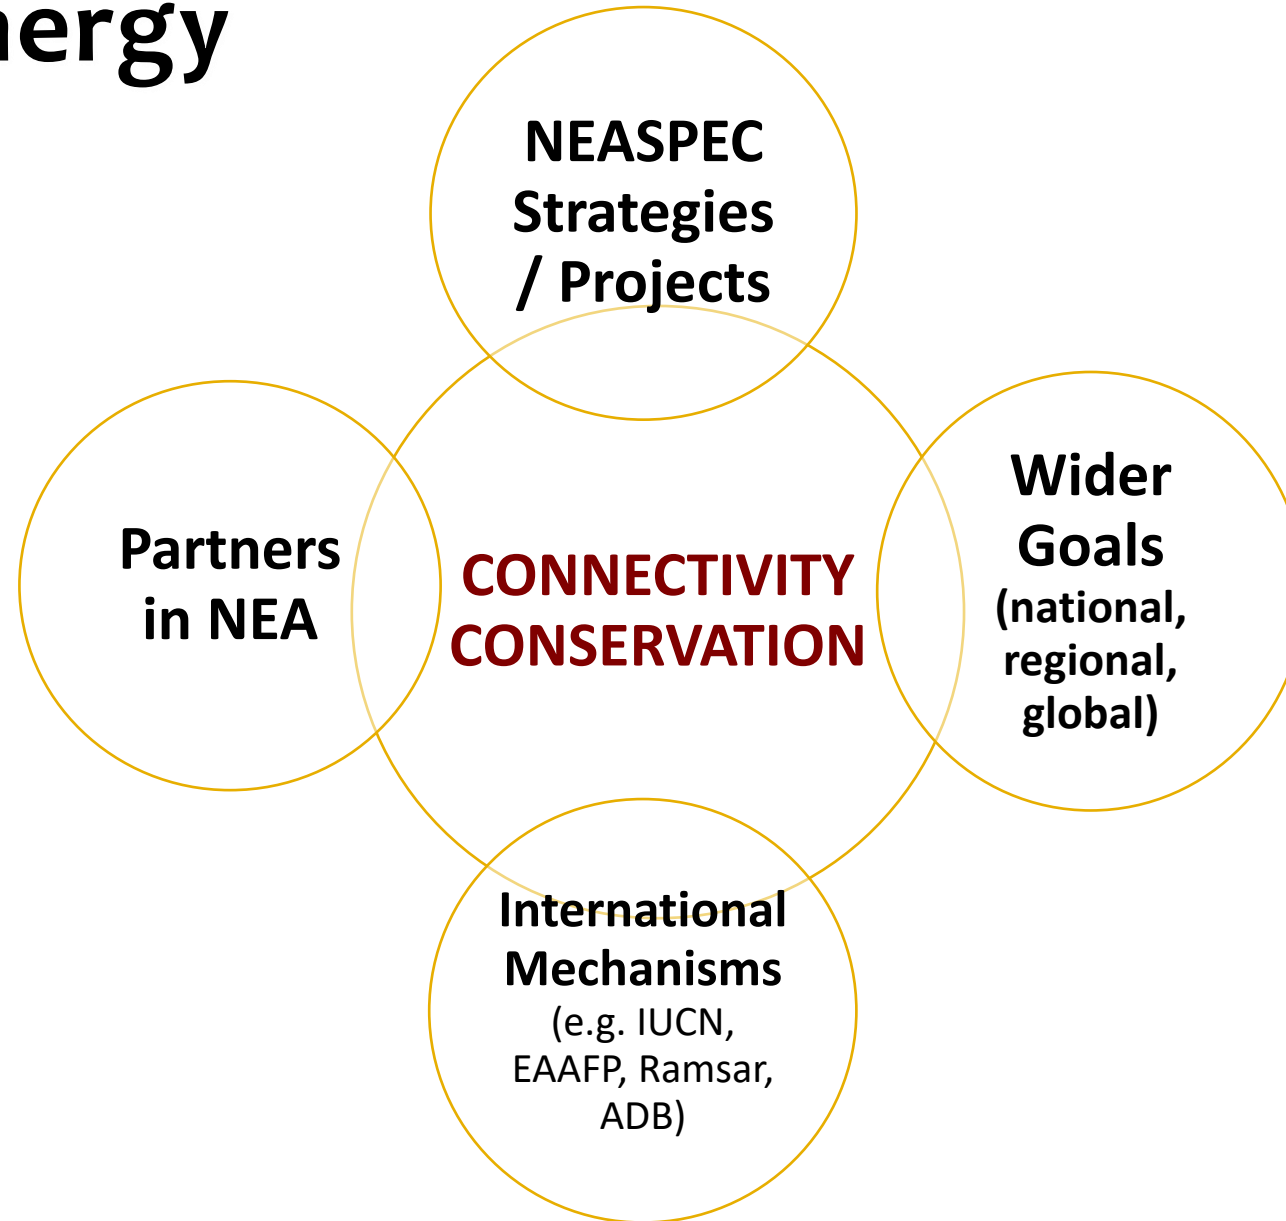 nergy
NEASPEC
Strategies
/ Projects
Partners
in NEA
CONNECTIVITY
CONSERVATION
Wider
Goals
(national,
regional,
global)
International
Mechanisms
(e.g. IUCN,
EAAFP, Ramsar,
ADB)